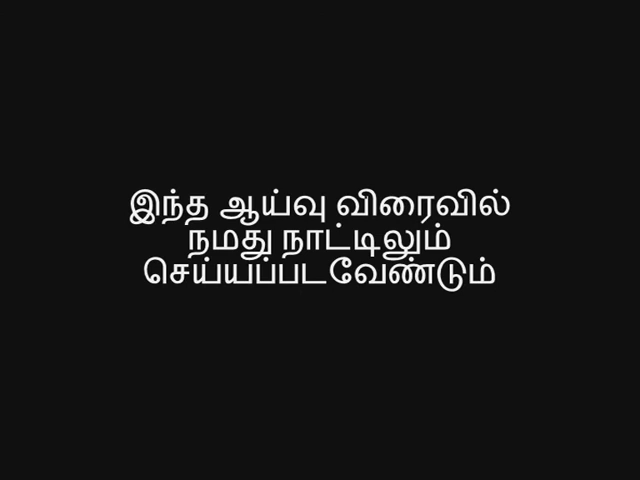 இந்த ஆய்வு விரைவில்
நமது நாட்டிலும்
செய்யப்படவேண்டும்